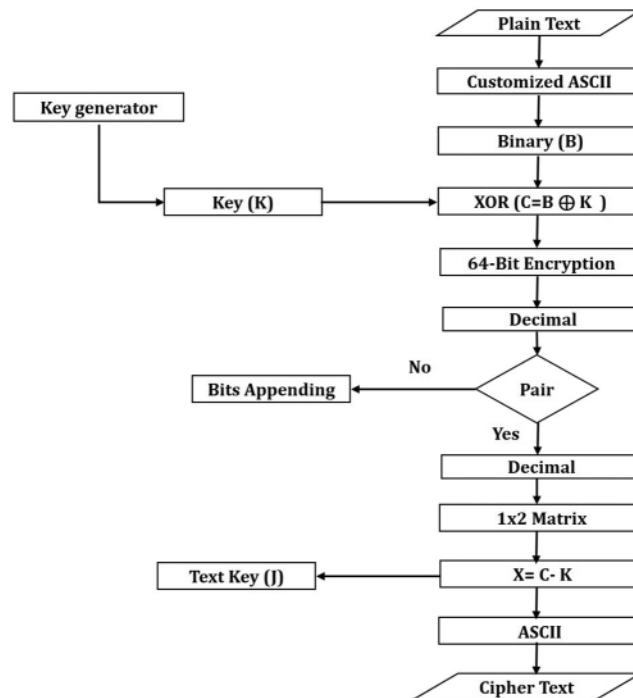 Plain Text
Customized ASCII
Key generator
Binary (B)
Key (K)
XOR (C=B ⊕ K )
64-Bit Encryption
Decimal
No
Bits Appending
Pair
Yes
Decimal
1x2 Matrix
Text Key (J)
X= C- K
ASCII
Cipher Text